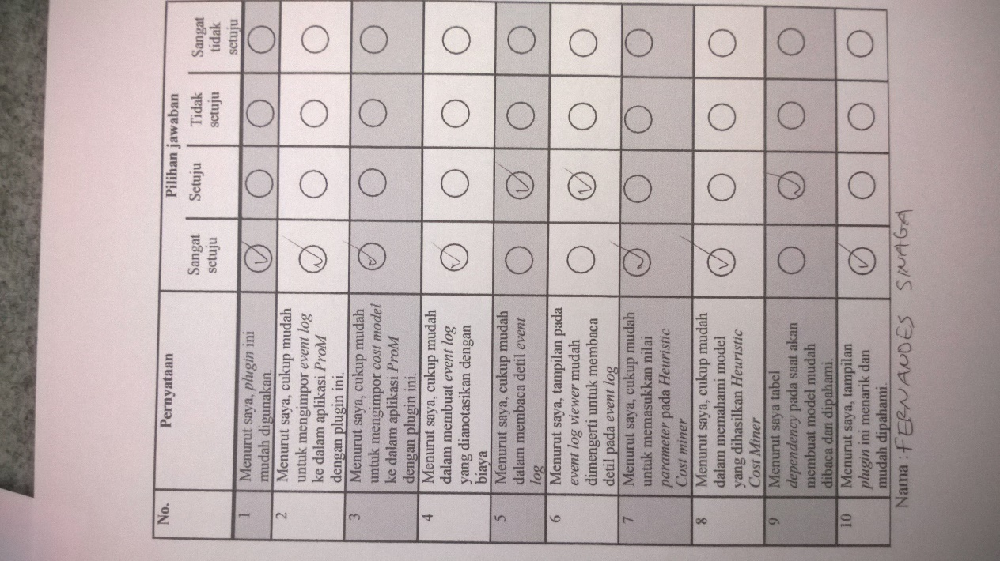 No. Pernyataan Pilihan jawaban
Sangat setuju Setuju Tidak setuju Sangat tidak setuju
1 Menurut saya, plugin ini
mudah digunakan.
2 Menurut saya, cukup mudah
untuk mengimpor event log
ke dalam aplikasi ProM
dengan plugin ini.
3 Menurut saya, cukup mudah
untuk mengimpor cost model
ke dalam aplikasi ProM
dengan plugin ini.
4 Menurut saya, cukup mudah
dalam membuat event log
yang dianotasikan dengan
biaya
5 Menurut saya, cukup mudah
dalam membaca detil event
log
6 Menurut saya, tampilan pada
event log viewer mudah
dimengerti untuk membaca
detil pada event log
7 Menurut saya, cukup mudah
untuk memasukkan nilai
parameter pada Heuristic
Cost miner
8 Menurut saya, cukup mudah
dalam memahami model
yang dihasilkan Heuristic
Cost Miner
9 Menurut saya tabel
dependency pada saat akan
membuat model mudah
dibaca dan dipahami.
10 Menurut saya, tampilan
plugin ini menarik dan
mudah dipahami.
Nama : FERNANDES SINAGA